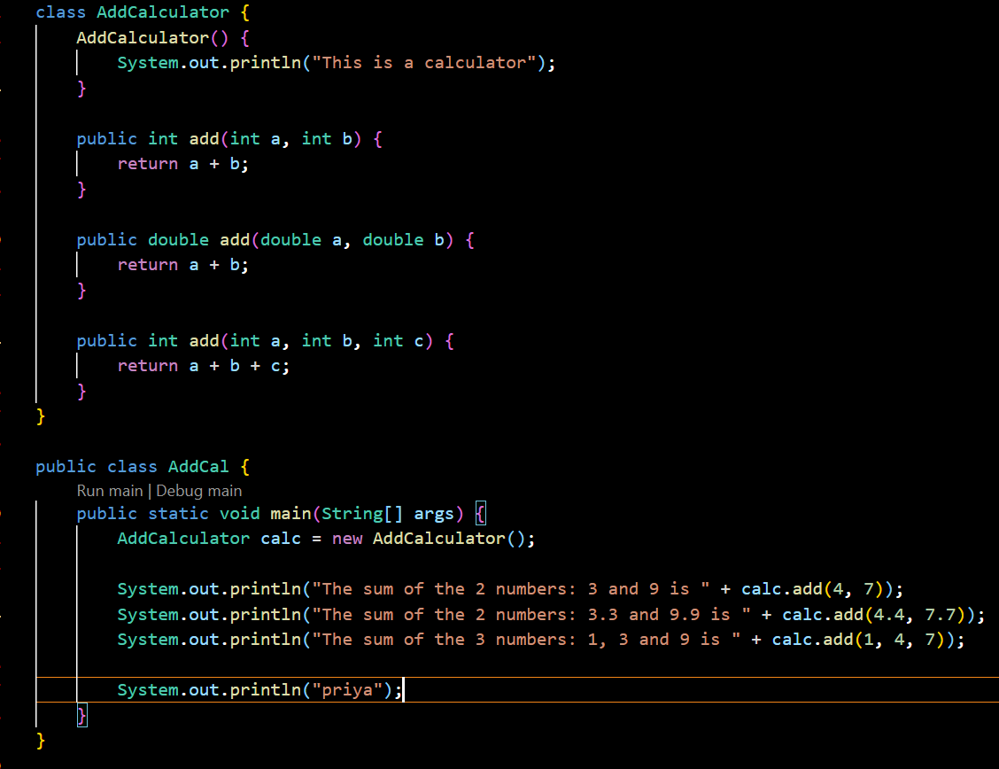 class AddCalculator {
AddCalculator() {
System.out.println("This is a calculator");
}
public int add(int a, int b) {
return a + b;
}
public double add(double a, double b) {
return a + b;
}
public int add(int a, int b, int c) {
return a + b + c;
}
}
public class AddCal {
Run main | Debug main
public static void main(String[] args) {
AddCalculator calc = new AddCalculator();
System.out.println("The sum of the 2 numbers: 3 and 9 is " + calc.add(4, 7));
System.out.println("The sum of the 2 numbers: 3.3 and 9.9 is " + calc.add(4.4, 7.7));
System.out.println("The sum of the 3 numbers: 1, 3 and 9 is " + calc.add(1, 4, 7));
System.out.println("priya");
}
}